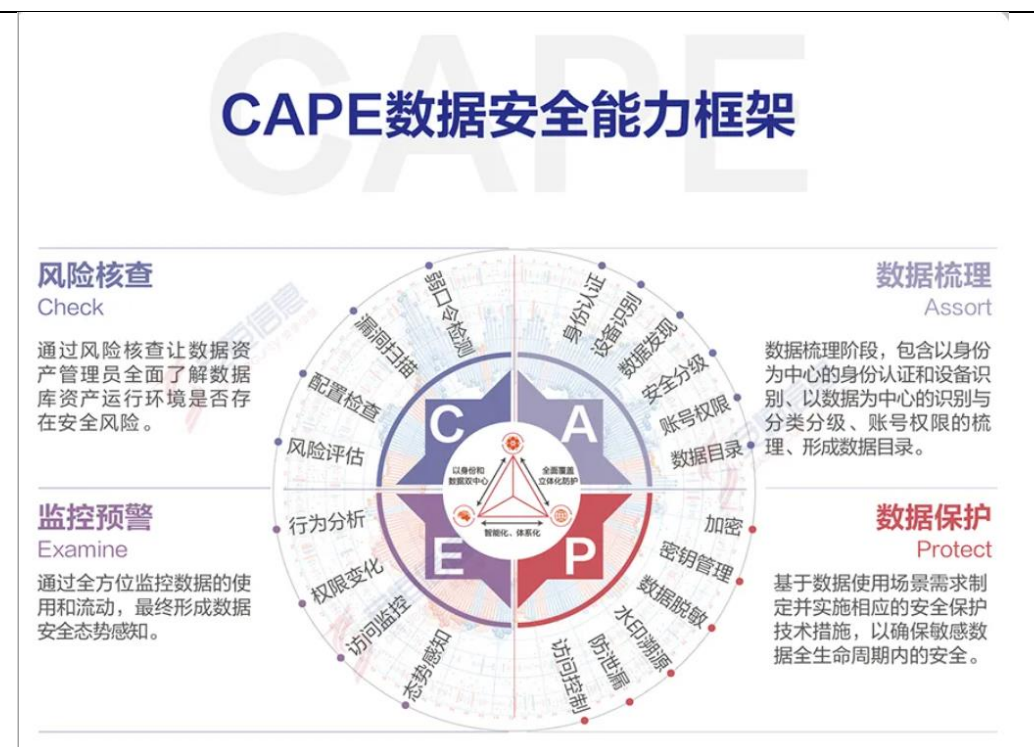 CAPE
CAPE数据安全能力框架
风险核查
Check
通过风险核查让数据资
产管理员全面了解数据
库资产运行环境是否存
在安全风险。
数据梳理
Assort
数据梳理阶段，包含以身份
为中心的身份认证和设备识
别、以数据为中心的识别与
分类分级、账号权限的梳
理、形成数据目录。
弱口令检测
漏洞扫描
配置检查
风险评估
身份认证
设备识别
数据发现
安全分级
账号权限
数据目录
C
A
以身份和
数据双中心
全面覆盖
立体化防护
智能化、体系化
E
P
监控预警
Examine
通过全方位监控数据的使
用和流动，最终形成数据
安全态势感知。
行为分析
权限变化
访问监控
态势感知
加密
密钥管理
数据脱敏
水印溯源
防泄漏
访问控制
数据保护
Protect
基于数据使用场景需求制
定并实施相应的安全保护
技术措施，以确保敏感数
据全生命周期内的安全。